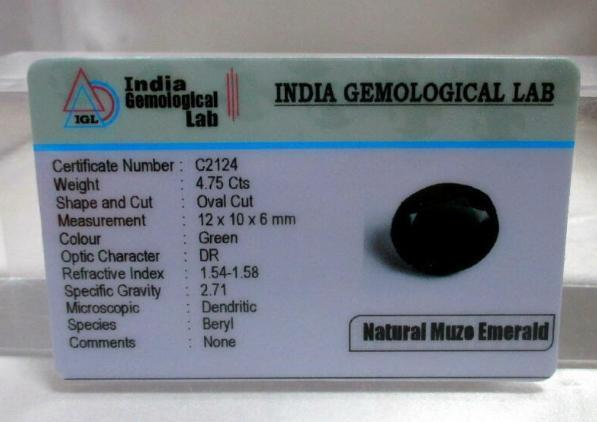 IGL
India
Gemological
Lab
INDIA GEMOLOGICAL LAB
Certificate Number : C2124
Weight : 4.75 Cts
Shape and Cut : Oval Cut
Measurement : 12 x 10 x 6 mm
Colour : Green
Optic Character : DR
Refractive Index : 1.54-1.58
Specific Gravity : 2.71
Microscopic : Dendritic
Species : Beryl
Comments : None
Natural Muzo Emerald